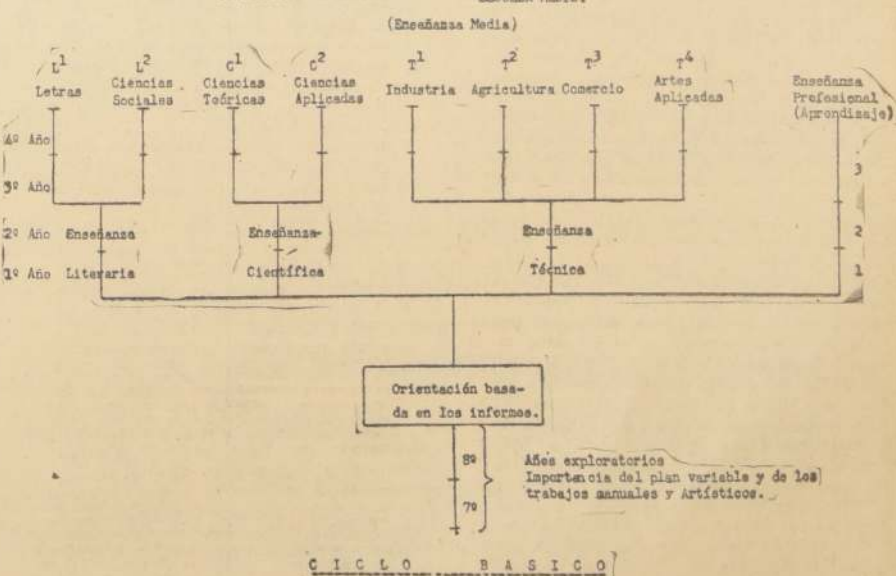 (Enseñanza Media)
L1 L2 C1 C2 T1 T2 T3 T4
Letras Ciencias Sociales Ciencias Teóricas Ciencias Aplicadas Industria Agricultura Comercio Artes Aplicadas Enseñanza Profesional (Aprendizaje)
4º Año
3º Año 3
2º Año Enseñanza Enseñanza- Enseñanza 2
1º Año Literaria Científica Técnica 1
Orientación basa-
da en los informes.
8º
7º
Años exploratorios
Importancia del plan variable y de los
trabajos manuales y Artísticos.
C I C L O B A S I C O